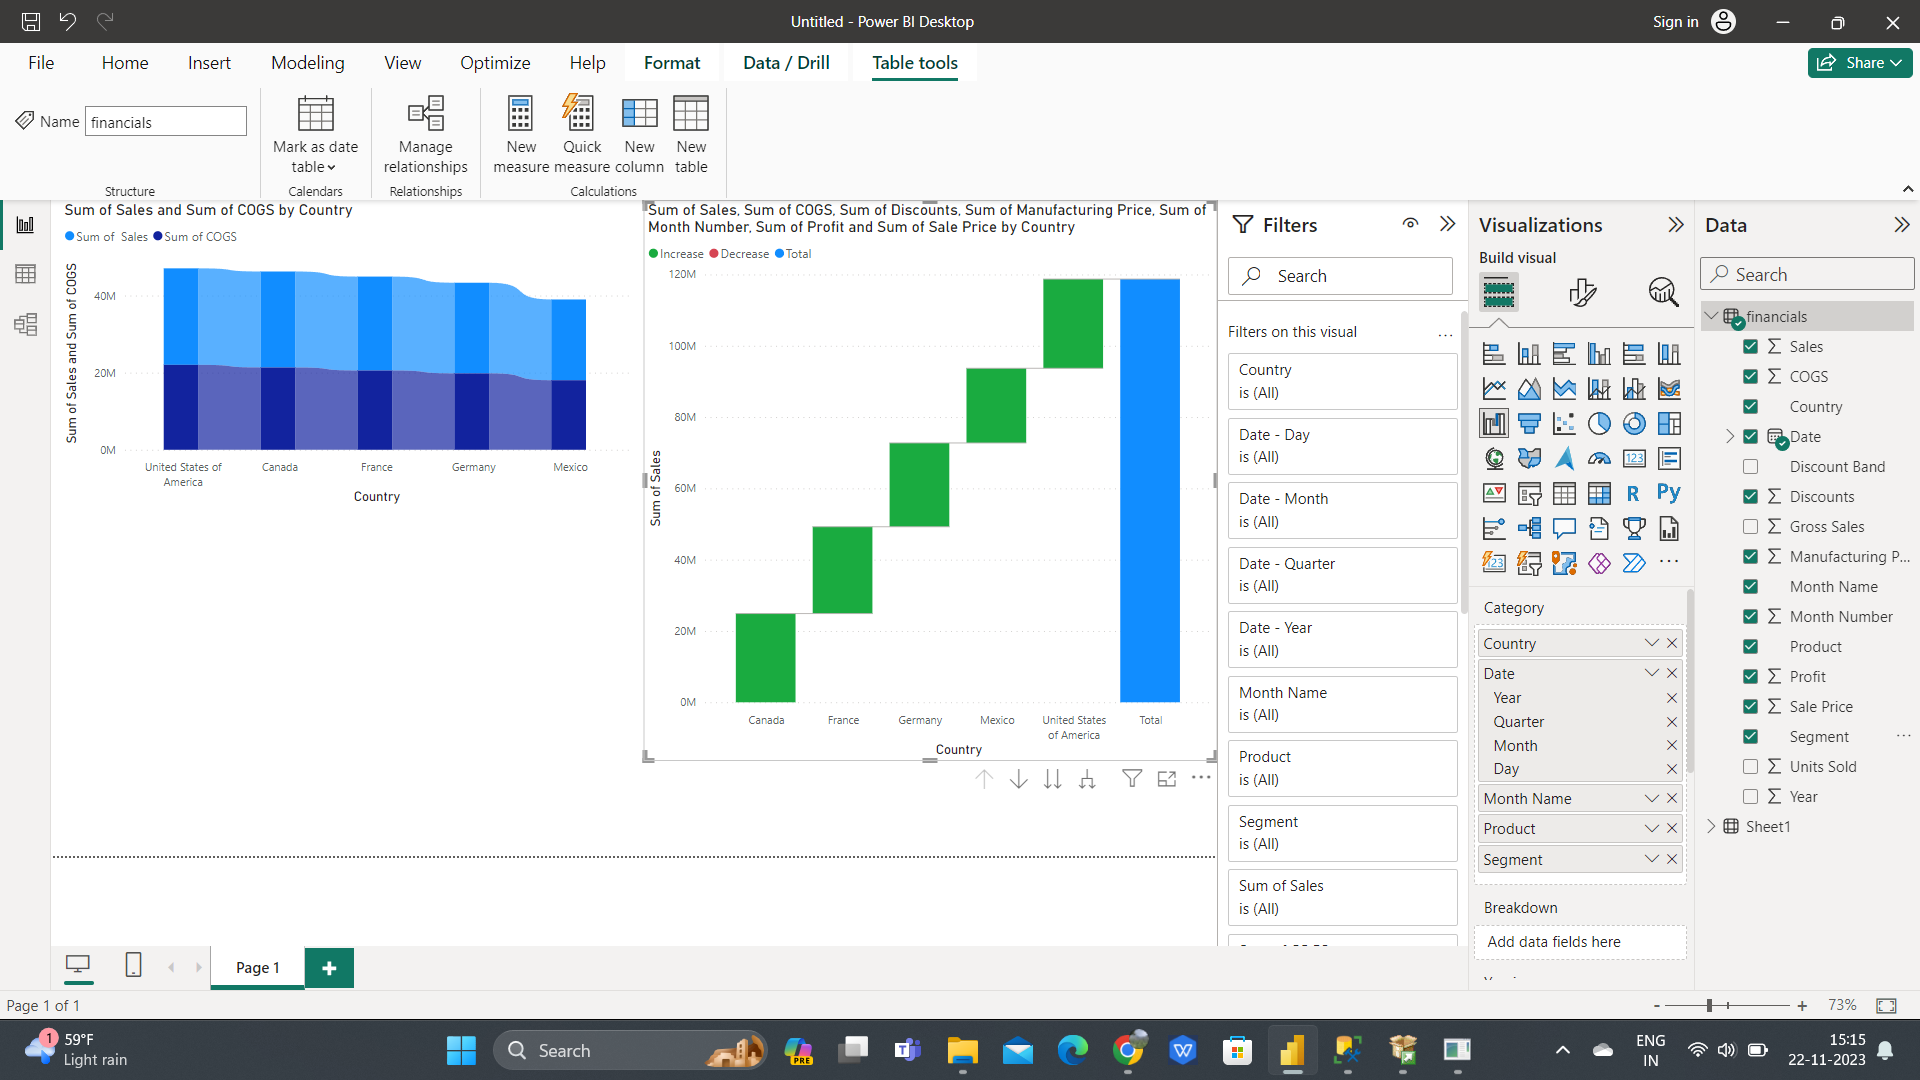 Untitled - Power BI Desktop
Sign in
File Home Insert Modeling View Optimize Help Format Data / Drill Table tools
Share
Name financials
Mark as date table
Manage relationships
New measure
Quick measure
New column
New table
Structure
Calendars
Relationships
Calculations
Sum of Sales and Sum of COGS by Country
Sum of Sales Sum of COGS
Sum of Sales and Sum of COGS
40M
20M
0M
United States of America
Canada
France
Germany
Mexico
Country
Sum of Sales, Sum of COGS, Sum of Discounts, Sum of Manufacturing Price, Sum of
Month Number, Sum of Profit and Sum of Sale Price by Country
Increase Decrease Total
Sum of Sales
120M
100M
80M
60M
40M
20M
0M
Canada
France
Germany
Mexico
United States of America
Total
Country
Filters
Search
Filters on this visual
Country
is (All)
Date - Day
is (All)
Date - Month
is (All)
Date - Quarter
is (All)
Date - Year
is (All)
Month Name
is (All)
Product
is (All)
Segment
is (All)
Sum of Sales
is (All)
Visualizations
Build visual
123
R
Py
123
Category
Country
Date
Year
Quarter
Month
Day
Month Name
Product
Segment
Breakdown
Add data fields here
Data
Search
financials
Sales
COGS
Country
Date
Discount Band
Discounts
Gross Sales
Manufacturing P...
Month Name
Month Number
Product
Profit
Sale Price
Segment
Units Sold
Year
Sheet1
Page 1
Page 1 of 1
- + 73%
1
59°F
Light rain
Search
PRE
ENG
IN
15:15
22-11-2023